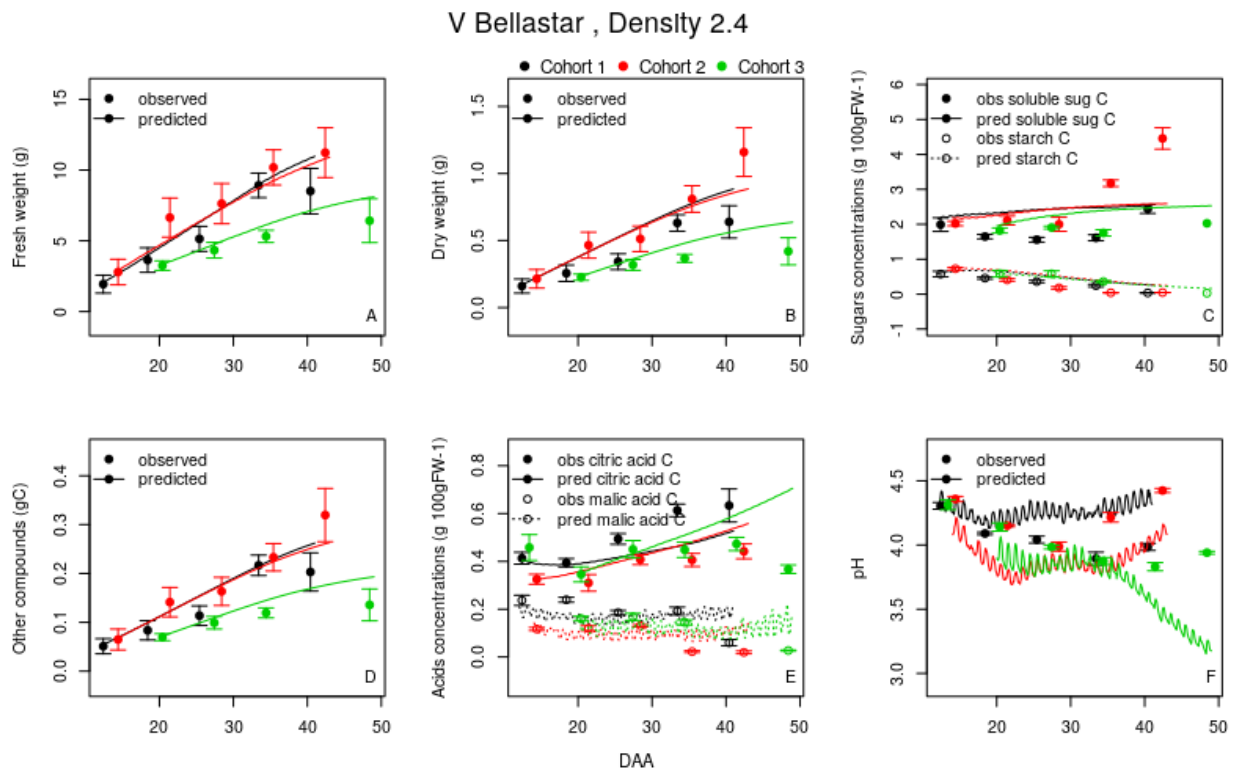 V Bellastar , Density 2.4
Cohort 1 Cohort 2 Cohort 3
observed
predicted
Fresh weight (g)
0 5 10 15
20 30 40 50
A
observed
predicted
Dry weight (g)
0.0 0.5 1.0 1.5
20 30 40 50
B
obs soluble sug C
pred soluble sug C
obs starch C
pred starch C
Sugars concentrations (g 100gFW-1)
-1 0 1 2 3 4 5 6
20 30 40 50
C
observed
predicted
Other compounds (gC)
0.0 0.1 0.2 0.3 0.4
20 30 40 50
D
obs citric acid C
pred citric acid C
obs malic acid C
pred malic acid C
Acids concentrations (g 100gFW-1)
0.0 0.2 0.4 0.6 0.8
20 30 40 50
E
observed
predicted
pH
3.0 3.5 4.0 4.5
20 30 40 50
F
DAA